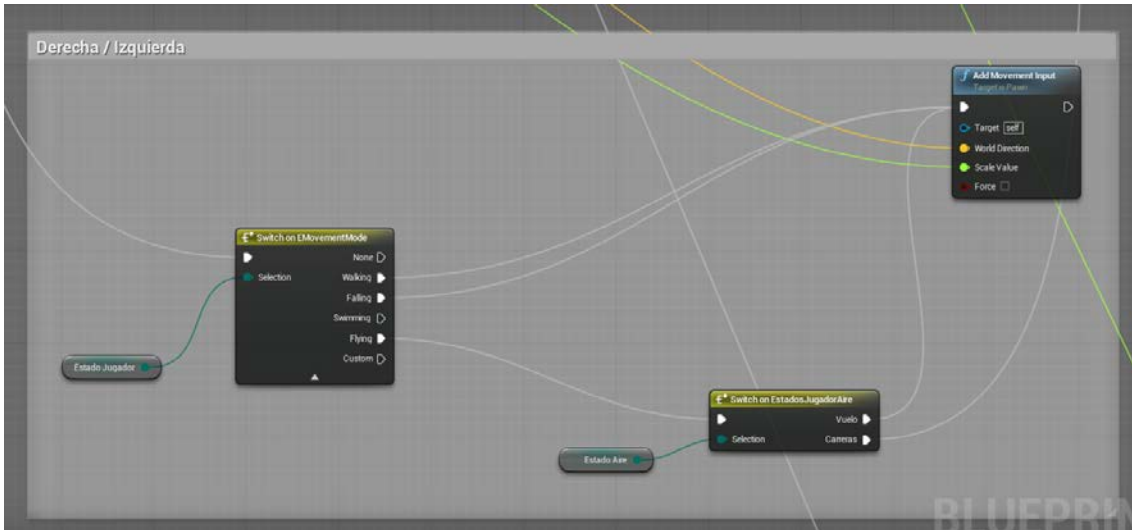 Derecha / Izquierda
Add Movement Input
Target is Pawn
Target self
World Direction
Scale Value
Force
Switch on EMovementMode
None
Selection
Walking
Falling
Swimming
Flying
Custom
Estado Jugador
Switch on EstadosJugadorAire
Vuelo
Selection
Carreras
Estado Aire
BLUEPRIN